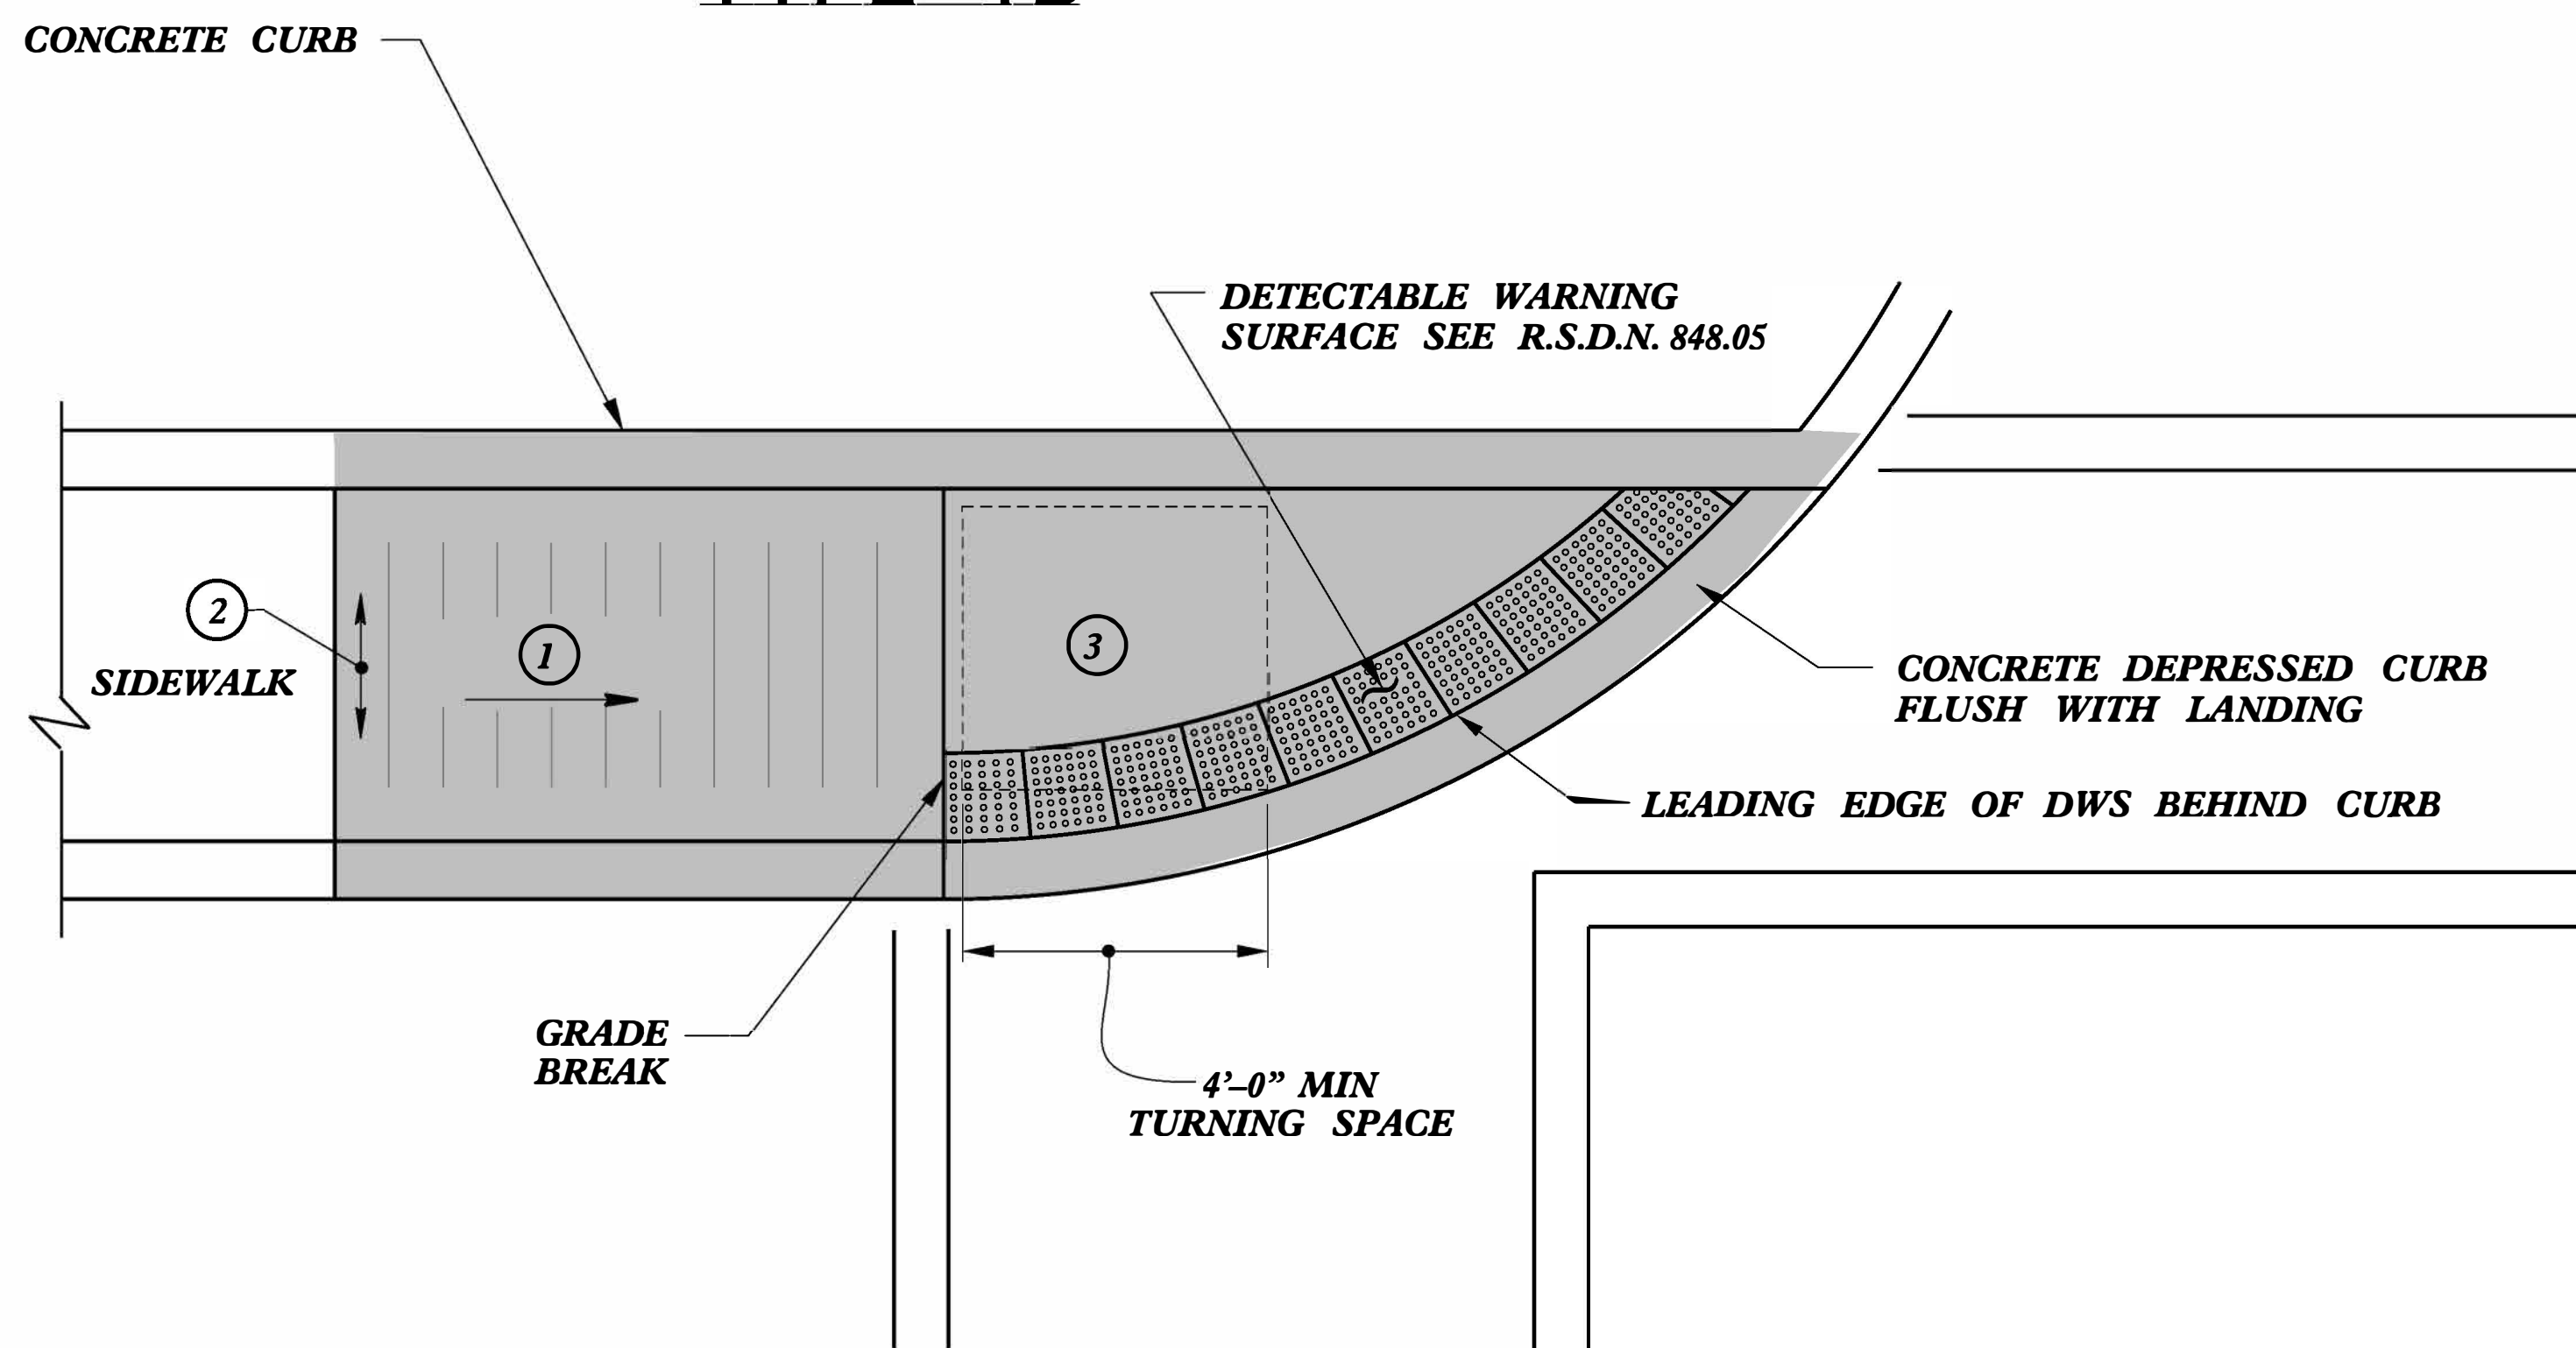 CONCRETE CURB
DETECTABLE WARNING
SURFACE SEE R.S.D.N. 848.05
2
1
3
SIDEWALK
CONCRETE DEPRESSED CURB
FLUSH WITH LANDING
LEADING EDGE OF DWS BEHIND CURB
GRADE
BREAK
4'–0” MIN
TURNING SPACE